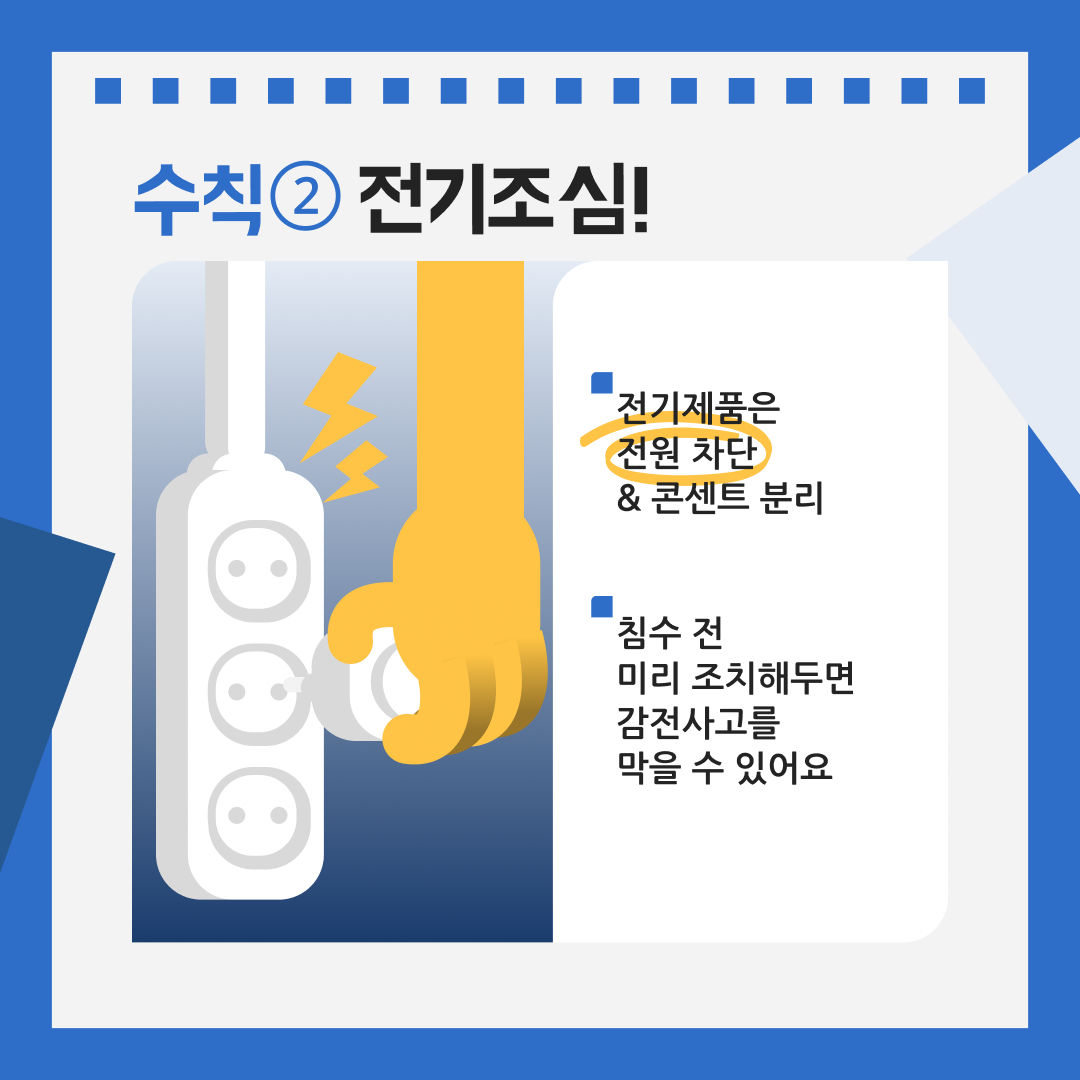 수칙② 전기조심!
전기제품은
전원 차단
& 콘센트 분리
침수 전
미리 조치해두면
감전사고를
막을 수 있어요